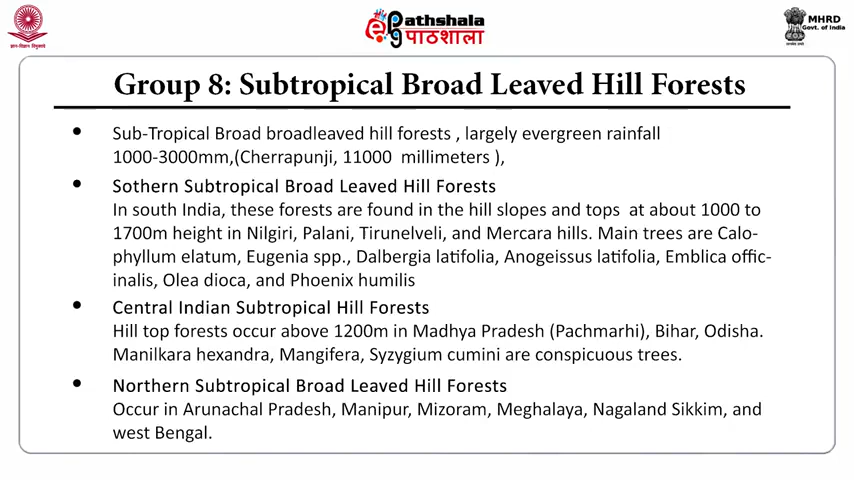 Pathshala
पाठशाला
MHRD
Govt. of India
Group 8: Subtropical Broad Leaved Hill Forests
• Sub-Tropical Broad broadleaved hill forests , largely evergreen rainfall
1000-3000mm,(Cherrapunji, 11000 millimeters ),
• Sothern Subtropical Broad Leaved Hill Forests
In south India, these forests are found in the hill slopes and tops at about 1000 to
1700m height in Nilgiri, Palani, Tirunelveli, and Mercara hills. Main trees are Calo-
phyllum elatum, Eugenia spp., Dalbergia latifolia, Anogeissus latifolia, Emblica offic-
inalis, Olea dioca, and Phoenix humilis
• Central Indian Subtropical Hill Forests
Hill top forests occur above 1200m in Madhya Pradesh (Pachmarhi), Bihar, Odisha.
Manilkara hexandra, Mangifera, Syzygium cumini are conspicuous trees.
• Northern Subtropical Broad Leaved Hill Forests
Occur in Arunachal Pradesh, Manipur, Mizoram, Meghalaya, Nagaland Sikkim, and
west Bengal.